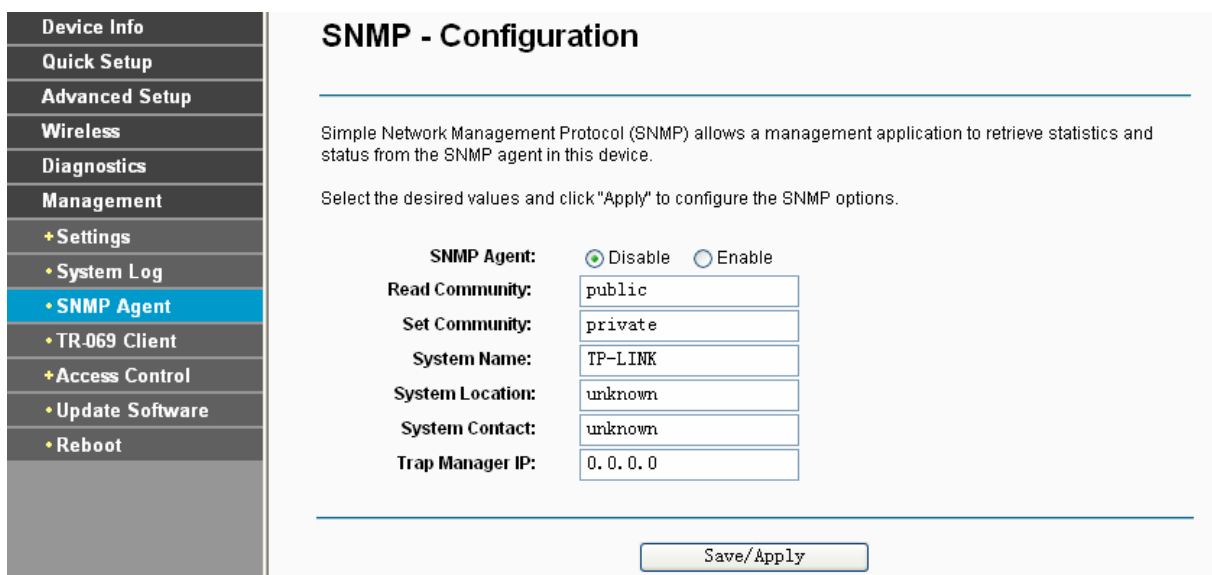 Device Info
Quick Setup
Advanced Setup
Wireless
Diagnostics
Management
+Settings
•System Log
•SNMP Agent
•TR-069 Client
+Access Control
•Update Software
•Reboot
SNMP - Configuration
Simple Network Management Protocol (SNMP) allows a management application to retrieve statistics and
status from the SNMP agent in this device.
Select the desired values and click "Apply" to configure the SNMP options.
SNMP Agent: Disable Enable
Read Community: public
Set Community: private
System Name: TP-LINK
System Location: unknown
System Contact: unknown
Trap Manager IP: 0.0.0.0
Save/Apply